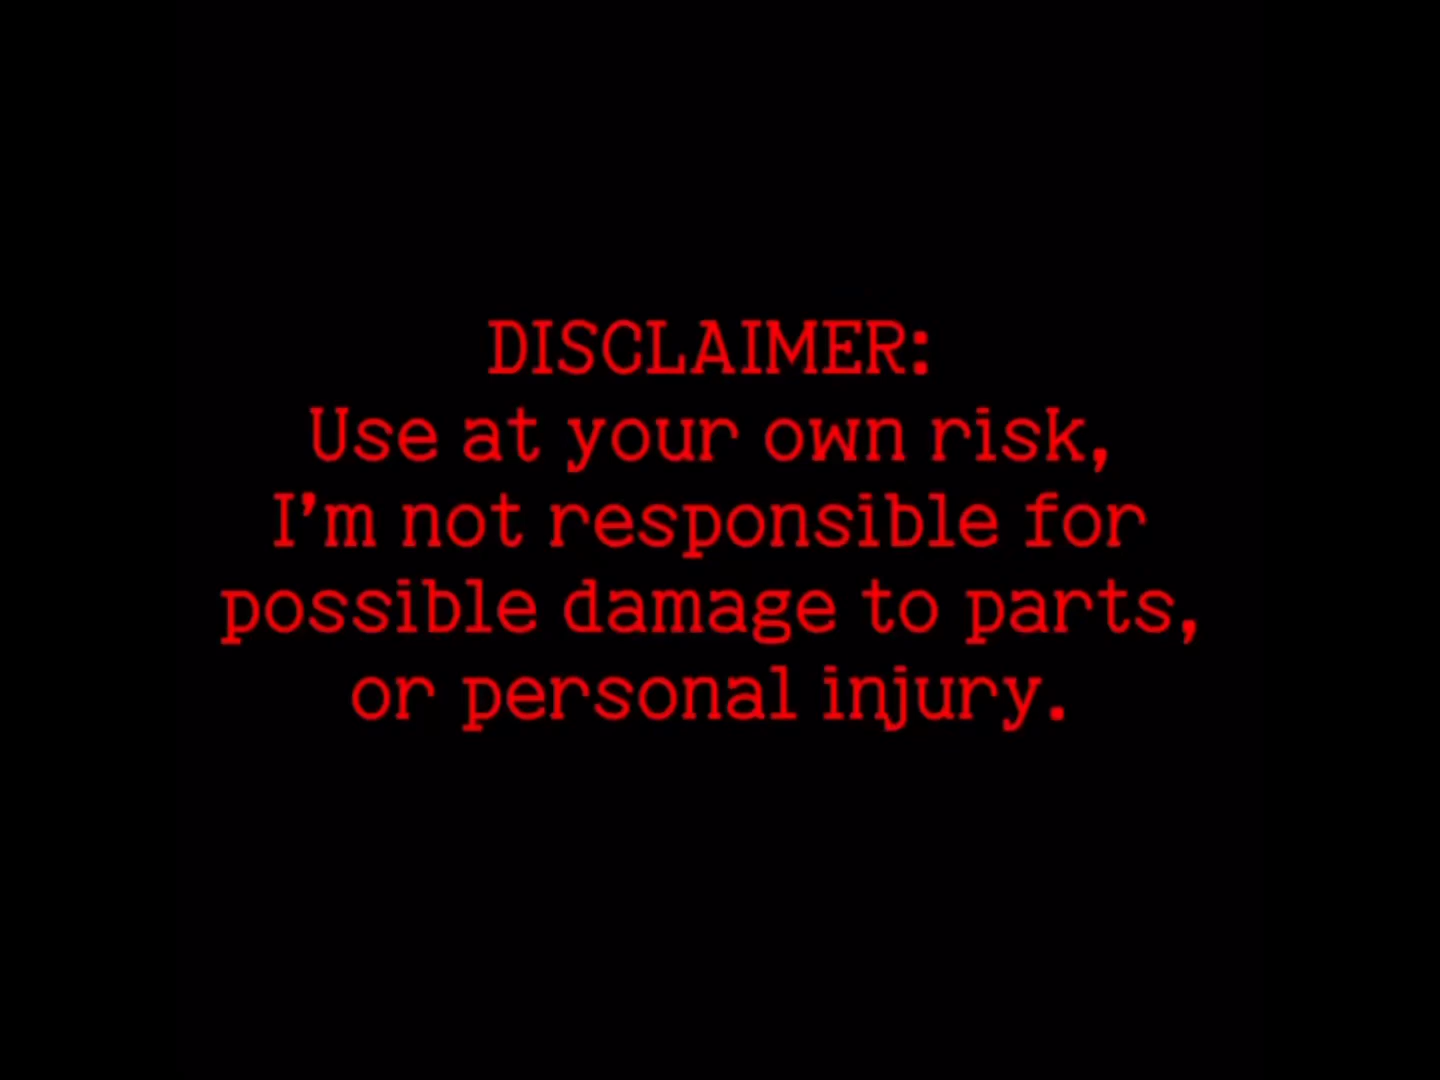 DISCLAIMER:
Use at your own risk,
I'm not responsible for
possible damage to parts,
or personal injury.